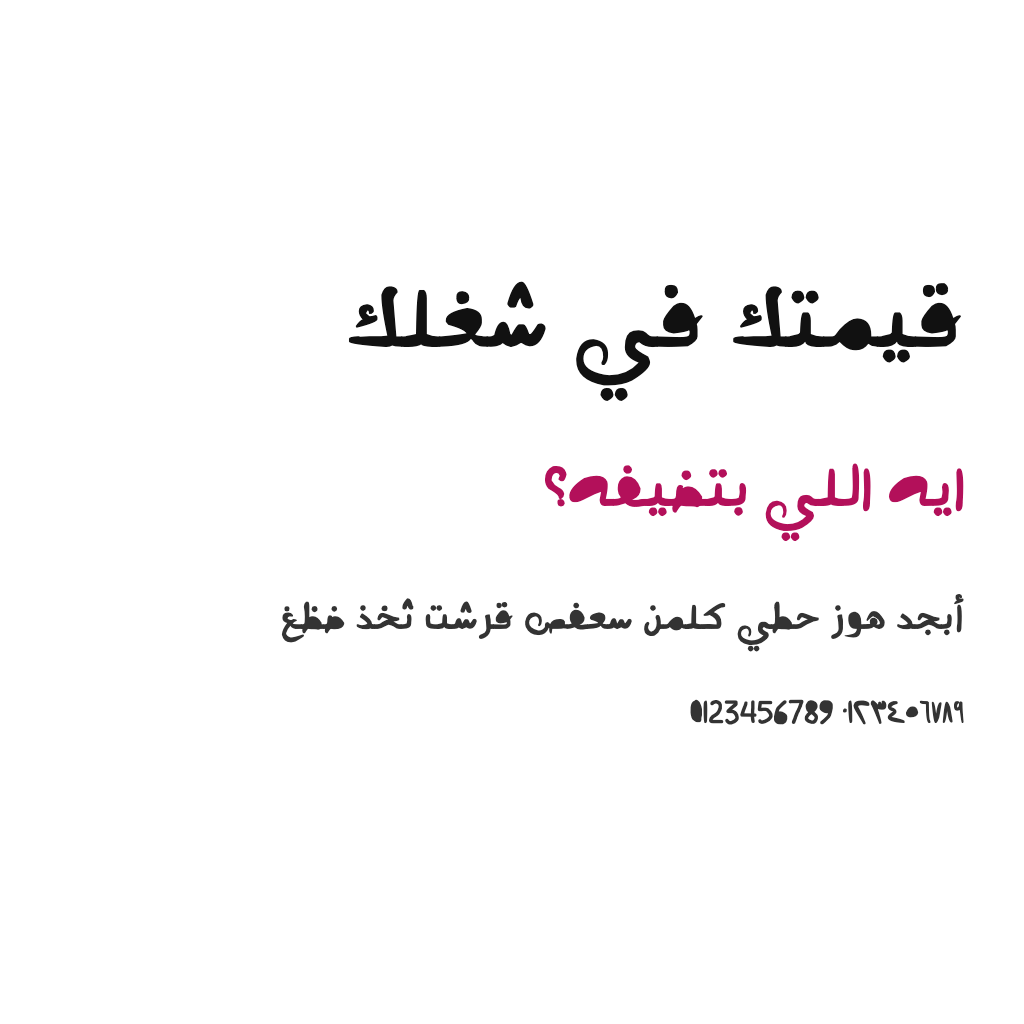 قيمتك في شغلك
ايه اللي بتضيفه؟
أبجد هوز حطي كلمن سعفص قرشت ثخذ ضظغ
0123456789 ٠١٢٣٤٥٦٧٨٩